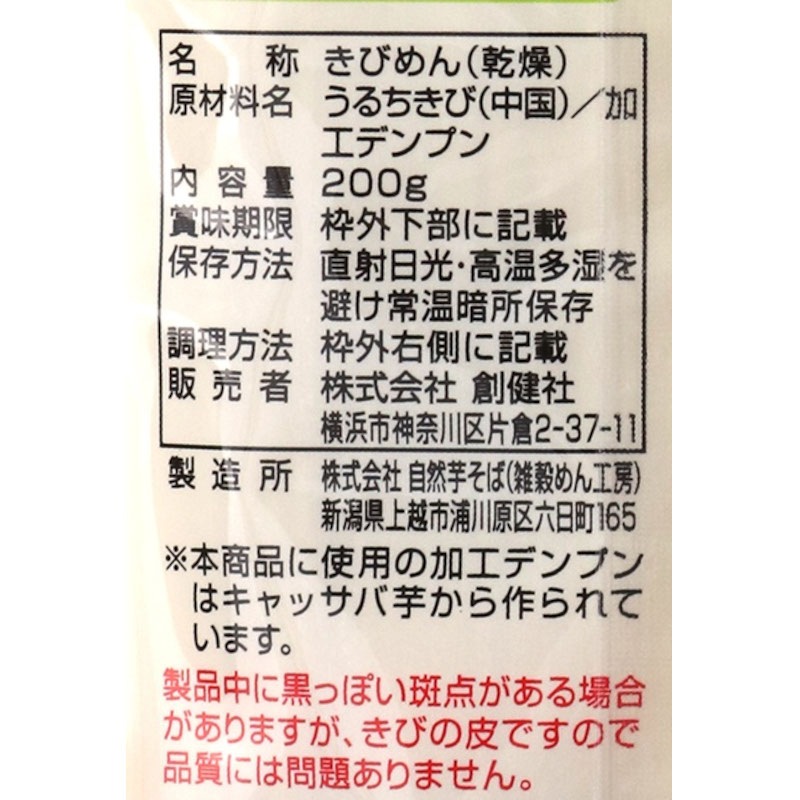 名称 きびめん(乾燥)
原材料名 うるちきび(中国)/加
工デンプン
内容量 200g
賞味期限 枠外下部に記載
保存方法 直射日光・高温多湿を
避け常温暗所保存
調理方法 枠外右側に記載
販売者 株式会社 創健社
横浜市神奈川区片倉2-37-11
製造所 株式会社 自然芋そば(雑穀めん工房)
新潟県上越市浦川原区六日町165
※本商品に使用の加工デンプン
はキャッサバ芋から作られて
います。
製品中に黒っぽい斑点がある場合
がありますが、きびの皮ですので
品質には問題ありません。